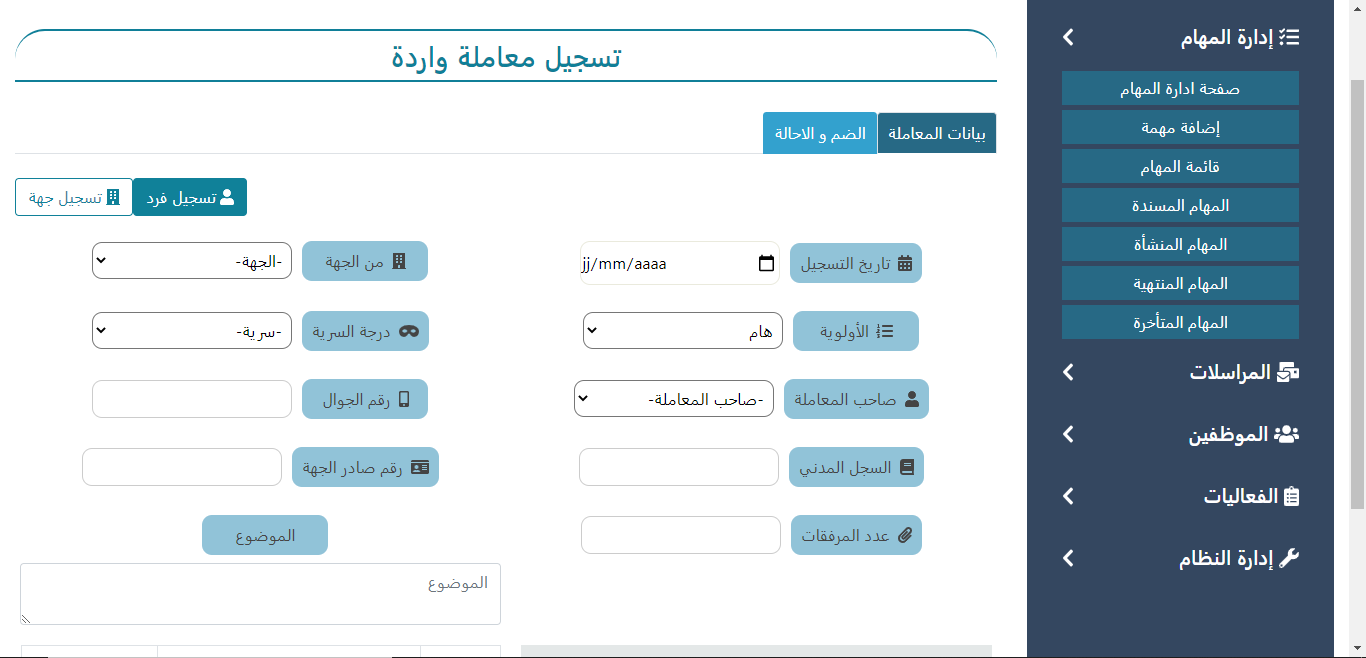 إدارة المهام
صفحة ادارة المهام
إضافة مهمة
قائمة المهام
المهام المسندة
المهام المنشأة
المهام المنتهية
المهام المتأخرة
المراسلات
الموظفين
الفعاليات
إدارة النظام
تسجيل معاملة واردة
بيانات المعاملة
الضم و الاحالة
تسجيل فرد
تسجيل جهة
تاريخ التسجيل
jj/mm/aaaa
من الجهة
-الجهة-
الأولوية
هام
درجة السرية
-سرية-
صاحب المعاملة
-صاحب المعاملة-
رقم الجوال
السجل المدني
رقم صادر الجهة
عدد المرفقات
الموضوع
الموضوع